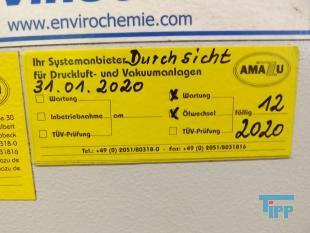 www.envirochemie.com
Ihr Systemanbieter Durchsicht
für Druckluft- und Vakuumanlagen
AMAZU
31.01.2020
Wartung
Inbetriebnahme am
TÜV-Prüfung
x Wartung
x Ölwechsel fällig 12
TÜV-Prüfung 2020
Tel.: +49 (0) 2051/80318-0 • Fax: +49 (0) 2051/8031816
TIPP